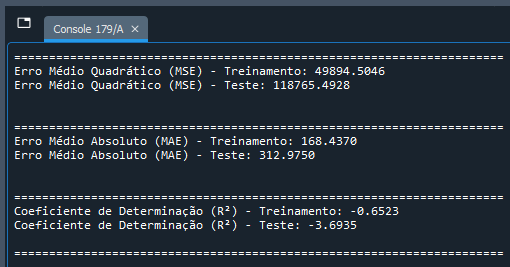 Console 179/A
======================================================================
Erro Médio Quadrático (MSE) - Treinamento: 49894.5046
Erro Médio Quadrático (MSE) - Teste: 118765.4928
======================================================================
Erro Médio Absoluto (MAE) - Treinamento: 168.4370
Erro Médio Absoluto (MAE) - Teste: 312.9750
======================================================================
Coeficiente de Determinação (R²) - Treinamento: -0.6523
Coeficiente de Determinação (R²) - Teste: -3.6935
======================================================================